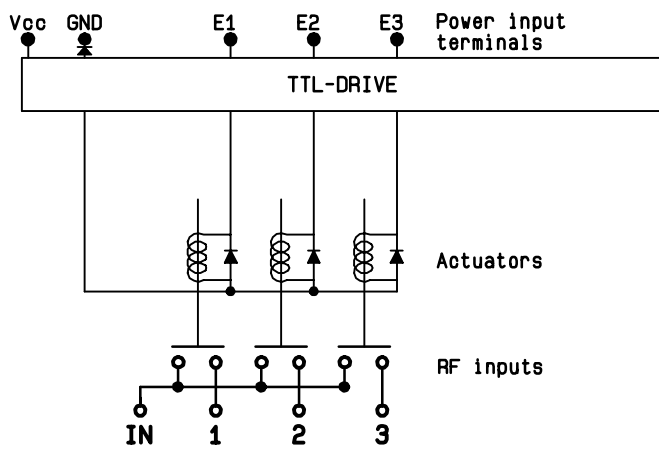 Vcc GND E1 E2 E3 Power input
terminals
TTL-DRIVE
Actuators
RF inputs
IN 1 2 3